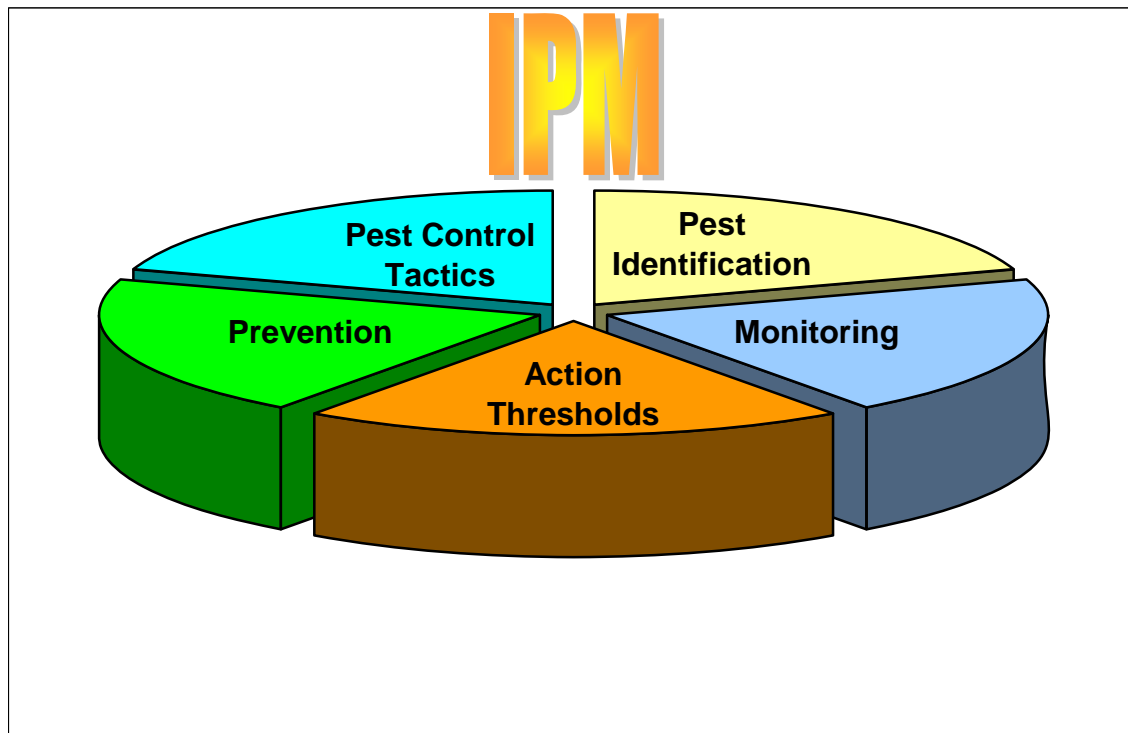 IPM
Pest Control
Tactics
Pest
Identification
Prevention
Monitoring
Action
Thresholds